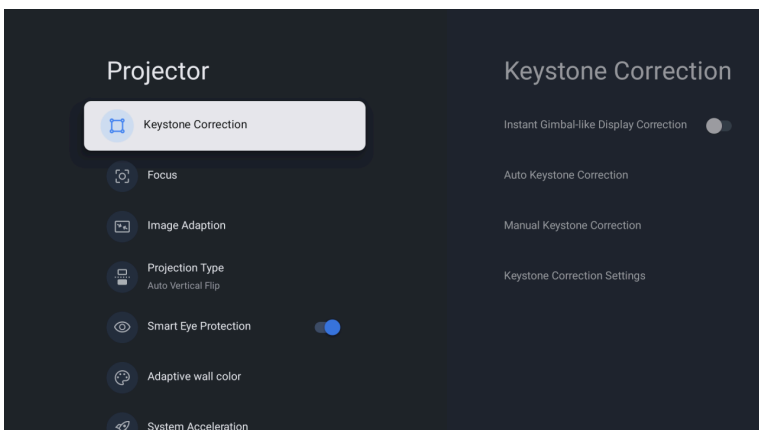 Projector
Keystone Correction
Focus
Image Adaption
Projection Type
Auto Vertical Flip
Smart Eye Protection
Adaptive wall color
System Acceleration
Keystone Correction
Instant Gimbal-like Display Correction
Auto Keystone Correction
Manual Keystone Correction
Keystone Correction Settings